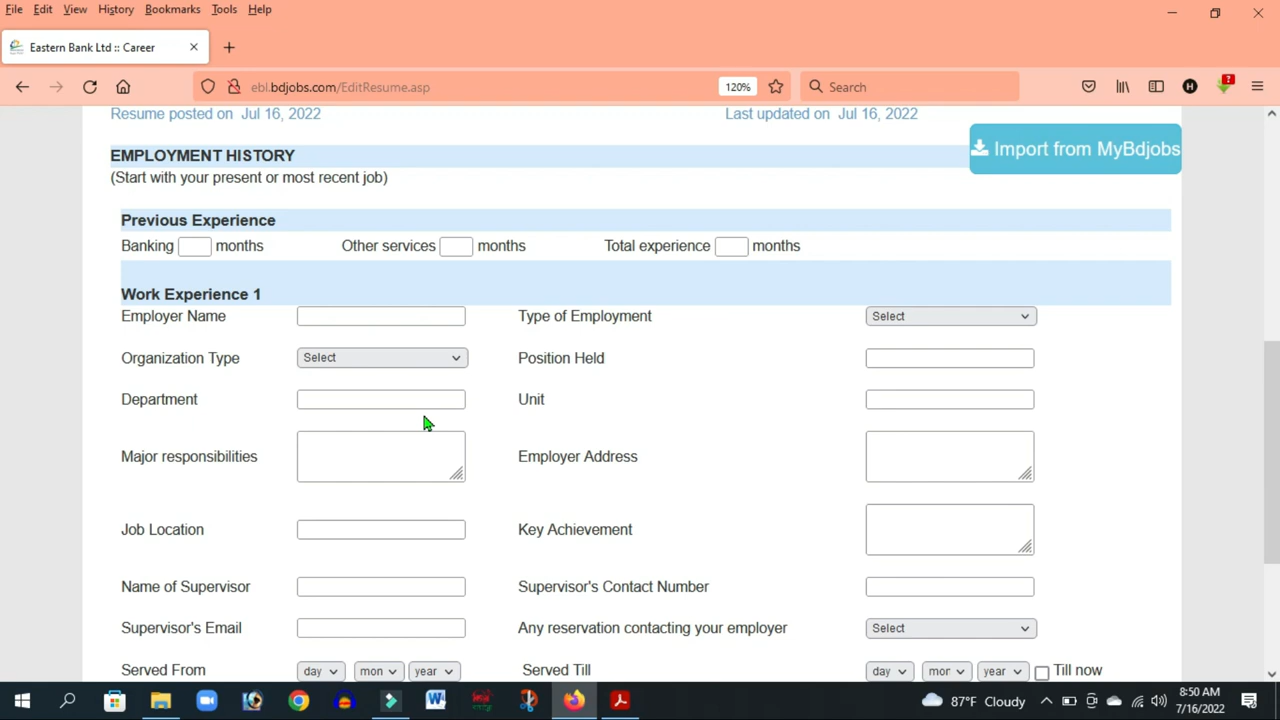 File Edit View History Bookmarks Tools Help
Eastern Bank Ltd :: Career
ebl.bdjobs.com/EditResume.asp 120% Search
Resume posted on Jul 16, 2022 Last updated on Jul 16, 2022
Import from MyBdjobs
EMPLOYMENT HISTORY
(Start with your present or most recent job)
Previous Experience
Banking months Other services months Total experience months
Work Experience 1
Employer Name Type of Employment Select
Organization Type Select Position Held
Department Unit
Major responsibilities Employer Address
Job Location Key Achievement
Name of Supervisor Supervisor's Contact Number
Supervisor's Email Any reservation contacting your employer Select
Served From day mon year Served Till day mon year Till now
87°F Cloudy 8:50 AM
7/16/2022